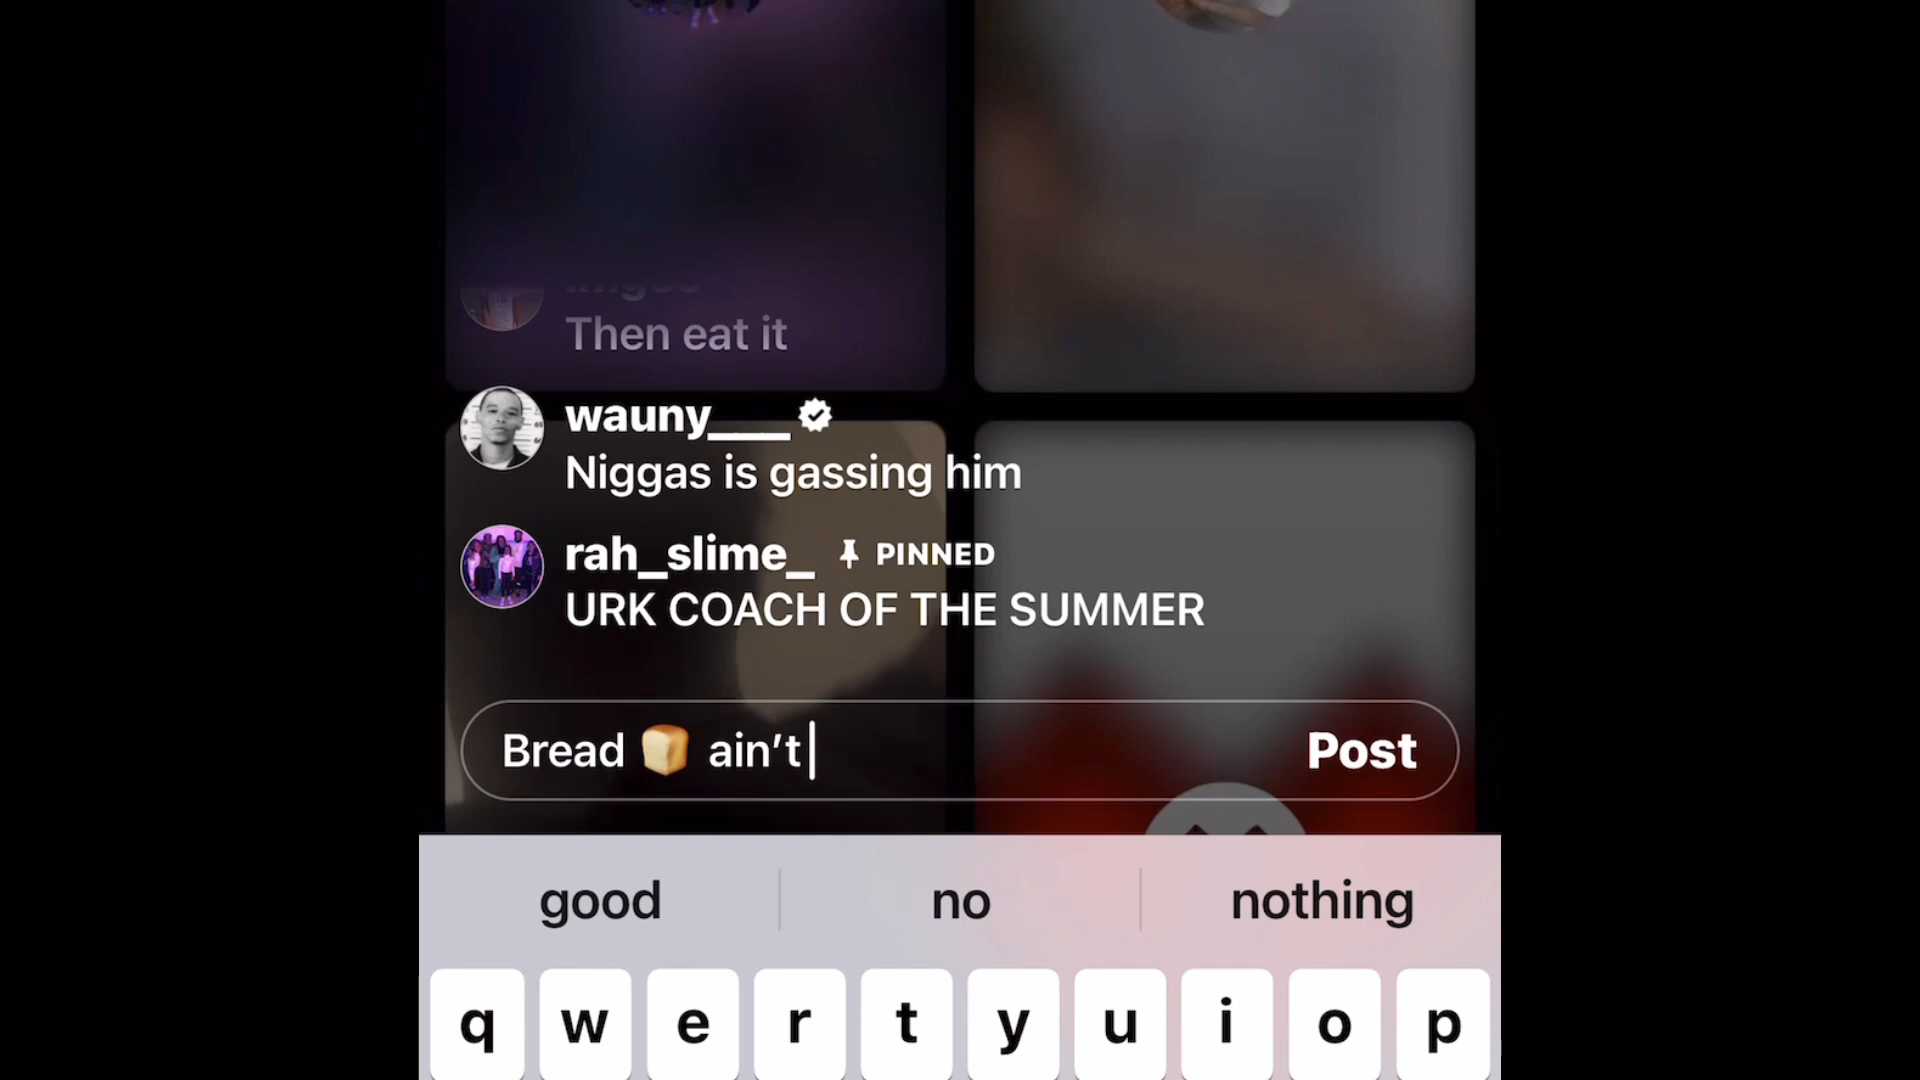 Then eat it
wauny____
Niggas is gassing him
rah_slime_ PINNED
URK COACH OF THE SUMMER
Bread 🍞 ain’t
Post
good no nothing
q w e r t y u i o p